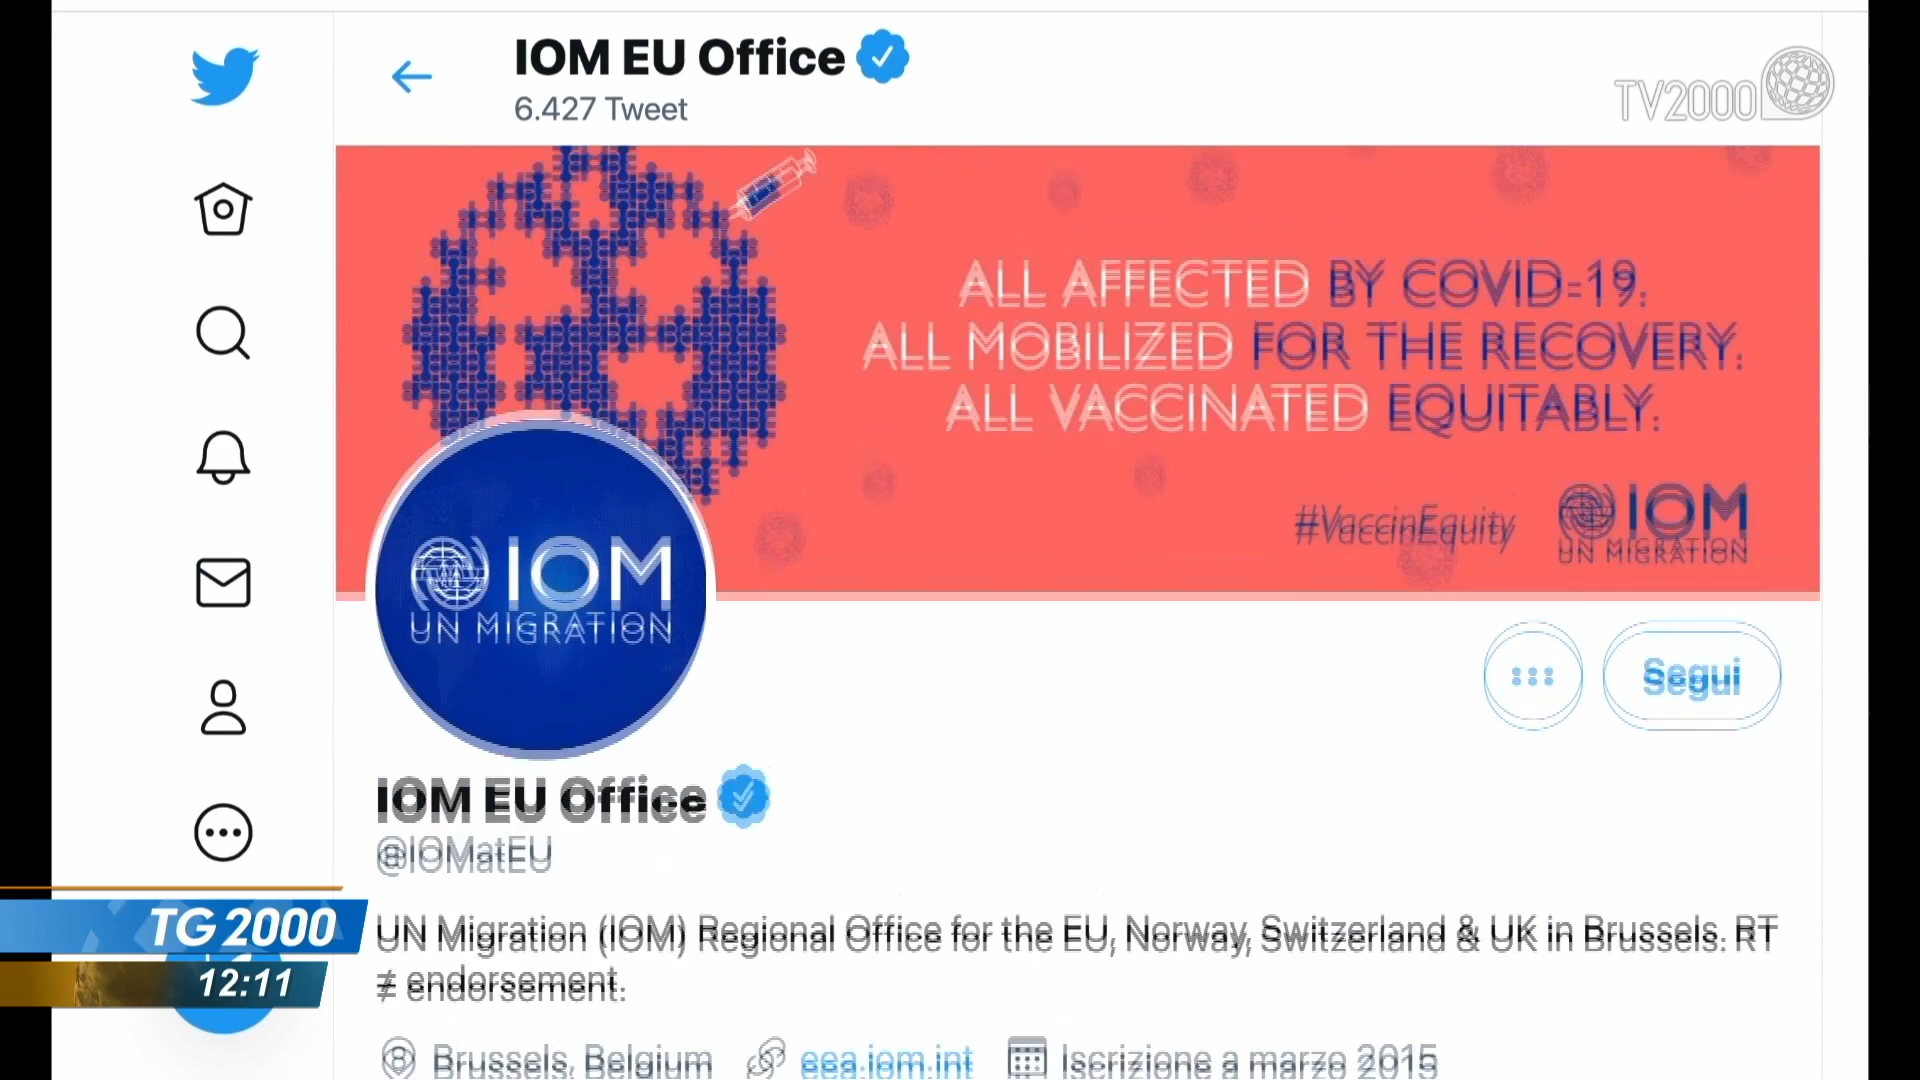 IOM EU Office
6.427 Tweet
TV2000
ALL AFFECTED BY COVID-19.
ALL MOBILIZED FOR THE RECOVERY.
ALL VACCINATED EQUITABLY.
#VaccinEquity
IOM
UN MIGRATION
IOM
UN MIGRATION
Segui
IOM EU Office
@IOMatEU
UN Migration (IOM) Regional Office for the EU, Norway, Switzerland & UK in Brussels. RT
≠ endorsement.
Brussels, Belgium eea.iom.int Iscrizione a marzo 2015
TG 2000
12:11